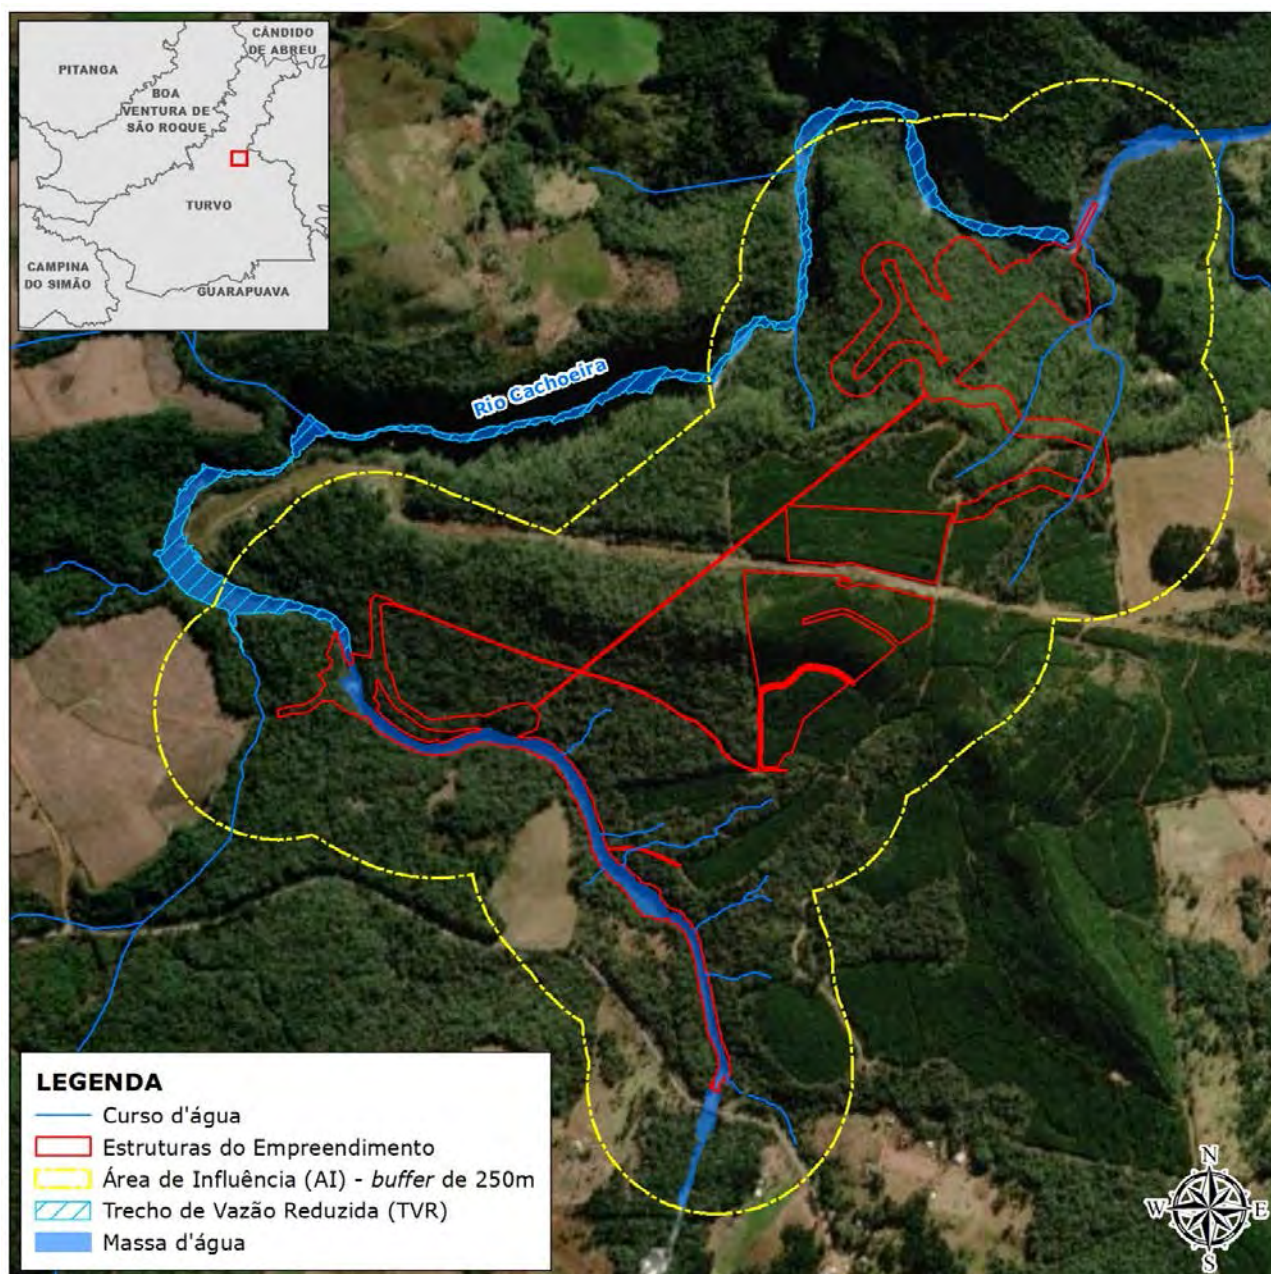 CÂNDIDO
DE ABREU
PITANGA
BOA
VENTURA DE
SÃO ROQUE
TURVO
CAMPINA
DO SIMÃO
GUARAPUAVA
Rio Cachoeira
LEGENDA
Curso d'água
Estruturas do Empreendimento
Área de Influência (AI) - buffer de 250m
Trecho de Vazão Reduzida (TVR)
Massa d'água
N
W E
S